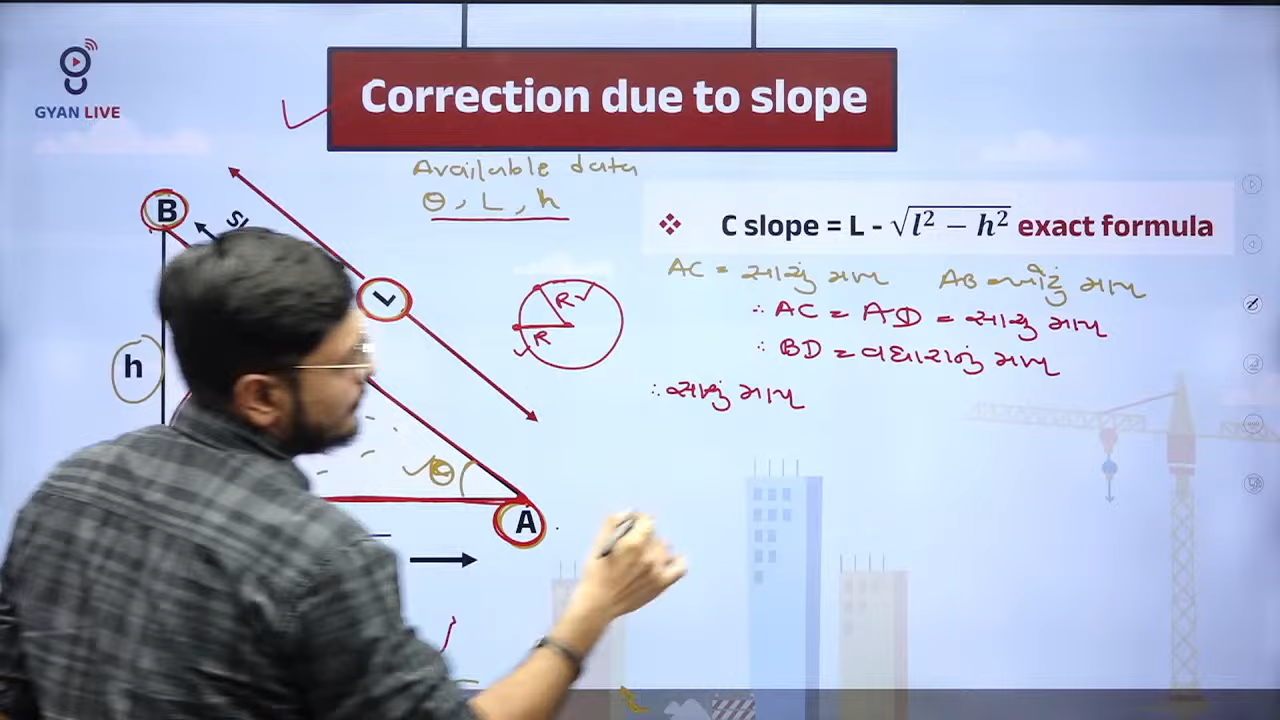 GYAN LIVE
Correction due to slope
Available data
θ, L, h
B
L
h
θ
A
R
R
❖ C slope = L - √(l² − h²) exact formula
AC = સાચું માપ
AB = ખોટું માપ
∴ AC = AD = સાચું માપ
∴ BD = વધારાનું માપ
∴ સાચું માપ